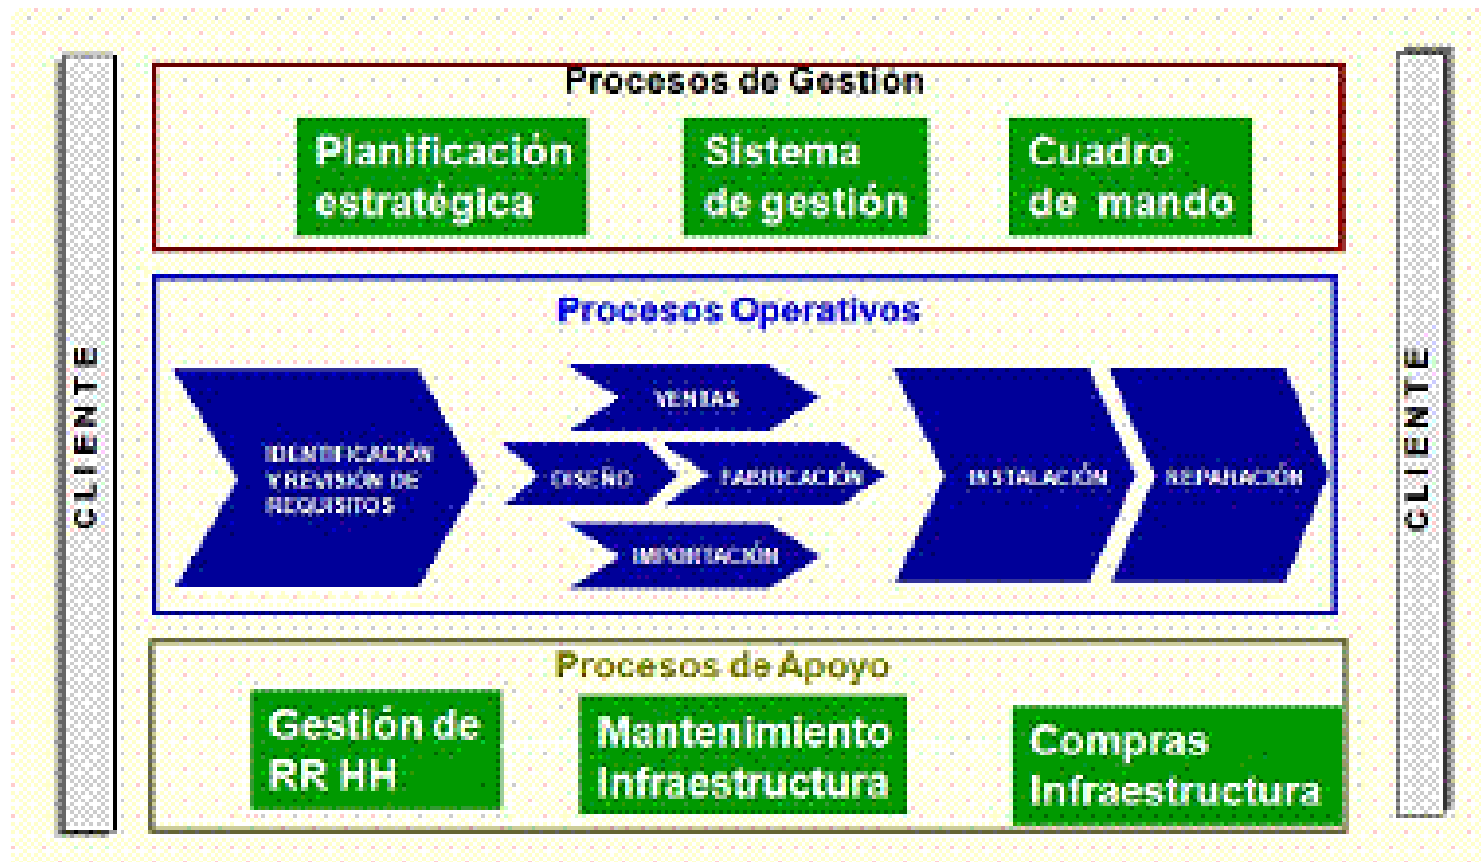 CLIENTE
Procesos de Gestión
Planificación
estratégica
Sistema
de gestión
Cuadro
de mando
Procesos Operativos
IDENTIFICACIÓN
Y REVISIÓN DE
REQUISITOS
VENTAS
DISEÑO
FABRICACIÓN
IMPORTACIÓN
INSTALACIÓN
REPARACIÓN
Procesos de Apoyo
Gestión de
RR HH
Mantenimiento
Infraestructura
Compras
Infraestructura
CLIENTE